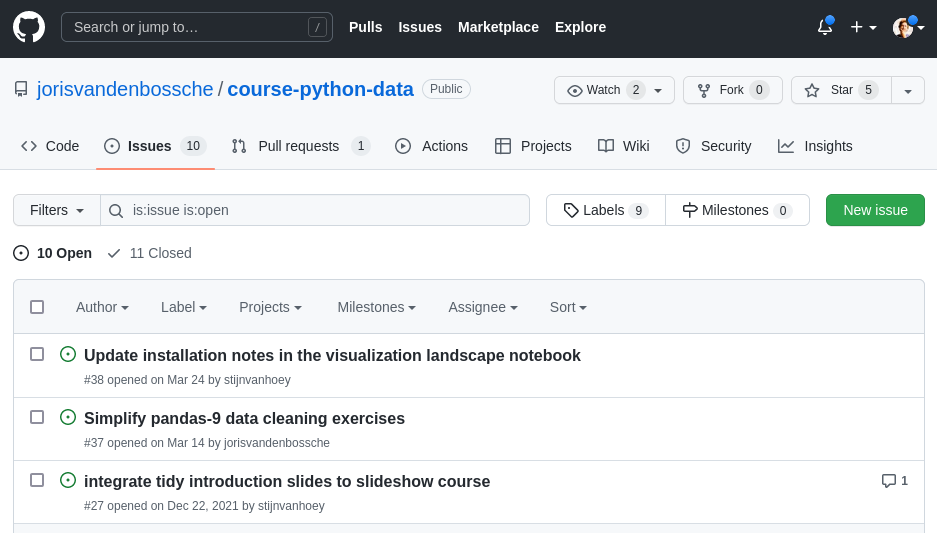 Search or jump to… / Pulls Issues Marketplace Explore
jorisvandenbossche / course-python-data Public Watch 2 Fork 0 Star 5
Code Issues 10 Pull requests 1 Actions Projects Wiki Security Insights
Filters is:issue is:open Labels 9 Milestones 0 New issue
10 Open 11 Closed
Author Label Projects Milestones Assignee Sort
Update installation notes in the visualization landscape notebook
#38 opened on Mar 24 by stijnvanhoey
Simplify pandas-9 data cleaning exercises
#37 opened on Mar 14 by jorisvandenbossche
integrate tidy introduction slides to slideshow course 1
#27 opened on Dec 22, 2021 by stijnvanhoey